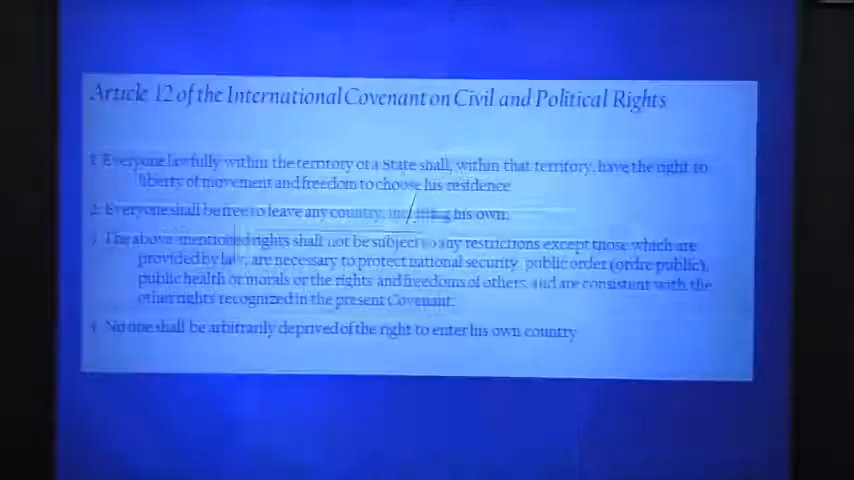 Article 12 of the International Covenant on Civil and Political Rights
1. Everyone lawfully within the territory of a State shall, within that territory, have the right to
liberty of movement and freedom to choose his residence
2. Everyone shall be free to leave any country, including his own.
3. The above-mentioned rights shall not be subject to any restrictions except those which are
provided by law, are necessary to protect national security, public order (ordre public),
public health or morals or the rights and freedoms of others, and are consistent with the
other rights recognized in the present Covenant.
4. No one shall be arbitrarily deprived of the right to enter his own country